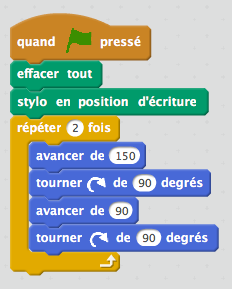 quand pressé
effacer tout
stylo en position d'écriture
répéter 2 fois
avancer de 150
tourner de 90 degrés
avancer de 90
tourner de 90 degrés